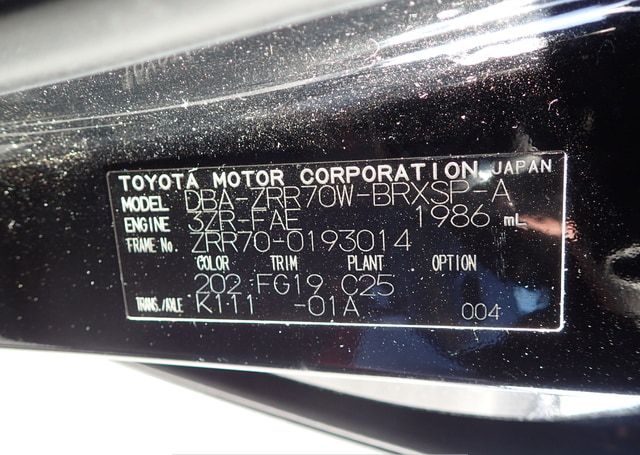 TOYOTA MOTOR CORPORATION, JAPAN
MODEL DBA-ZRR70W-BRXSP-A
ENGINE 3ZR-FAE 1986 mL
FRAME No. ZRR70-0193014
COLOR TRIM PLANT OPTION
202 FG19 C25
TRANS./AXLE K111 -01A 004